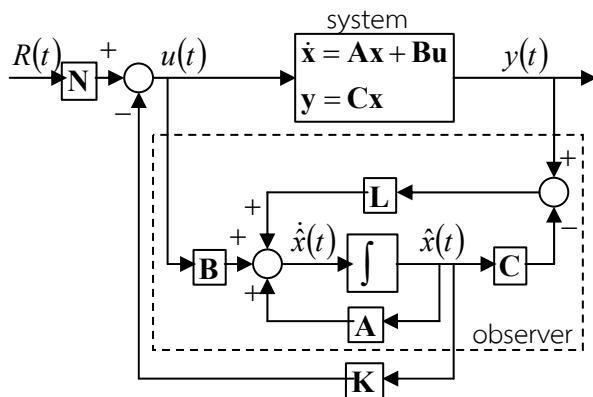 system
R(t)
N
+
−
u(t)
ẋ = Ax + Bu
y = Cx
y(t)
+
−
L
+
+
+
B
x̂̇(t)
∫
x̂(t)
C
A
observer
K